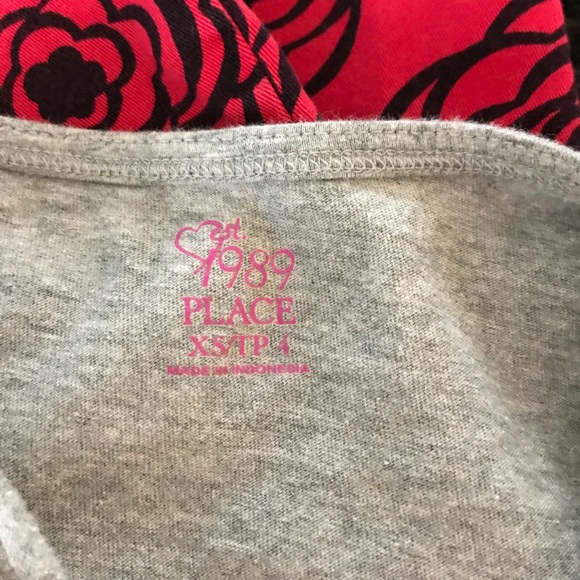 est.
1989
PLACE
XS/TP 4
MADE IN INDONESIA